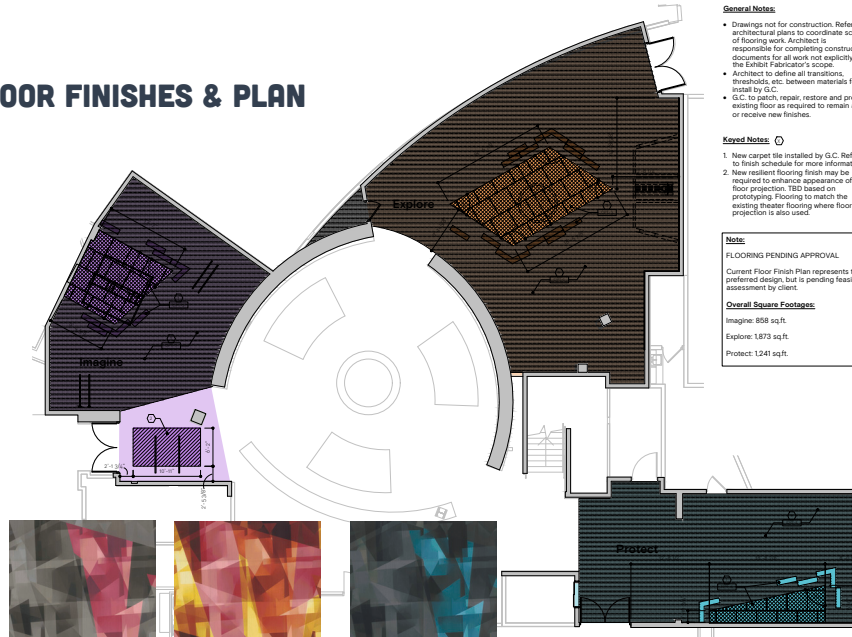 OOR FINISHES & PLAN
General Notes:
• Drawings not for construction. Refer
architectural plans to coordinate sc
of flooring work. Architect is
responsible for completing construc
documents for all work not explicitly
the Exhibit Fabricator's scope.
• Architect to define all transitions,
thresholds, etc. between materials f
install by G.C.
• G.C. to patch, repair, restore and pre
existing floor as required to remain
or receive new finishes.
Keyed Notes:
1. New carpet tile installed by G.C. Ref
to finish schedule for more informat
2. New resilient flooring finish may be
required to enhance appearance of
floor projection. TBD based on
prototyping. Flooring to match the
existing theater flooring where floor
projection is also used.
Note:
FLOORING PENDING APPROVAL
Current Floor Finish Plan represents t
preferred design, but is pending feasi
assessment by client.
Overall Square Footages:
Imagine: 858 sq.ft.
Explore: 1,873 sq.ft.
Protect: 1,241 sq.ft.
Explore
Imagine
Protect